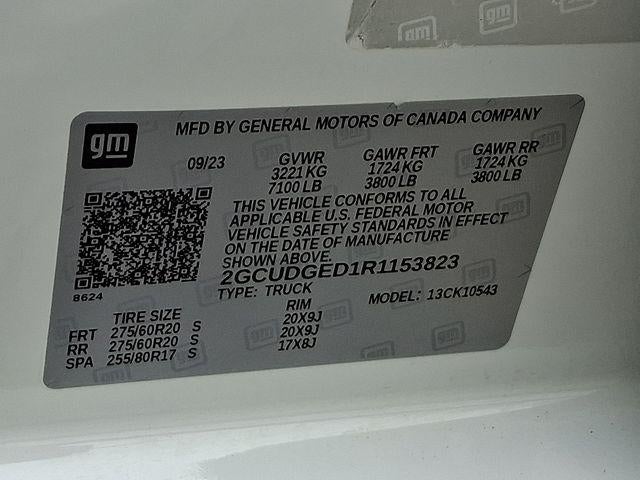 gm
gm
gm
MFD BY GENERAL MOTORS OF CANADA COMPANY
09/23 GVWR GAWR FRT GAWR RR
3221 KG 1724 KG 1724 KG
7100 LB 3800 LB 3800 LB
THIS VEHICLE CONFORMS TO ALL
APPLICABLE U.S. FEDERAL MOTOR
VEHICLE SAFETY STANDARDS IN EFFECT
ON THE DATE OF MANUFACTURE
SHOWN ABOVE.
2GCUDGED1R1153823
8624
TYPE: TRUCK MODEL: 13CK10543
TIRE SIZE RIM
FRT 275/60R20 S 20X9J
RR 275/60R20 S 20X9J
SPA 255/80R17 S 17X8J